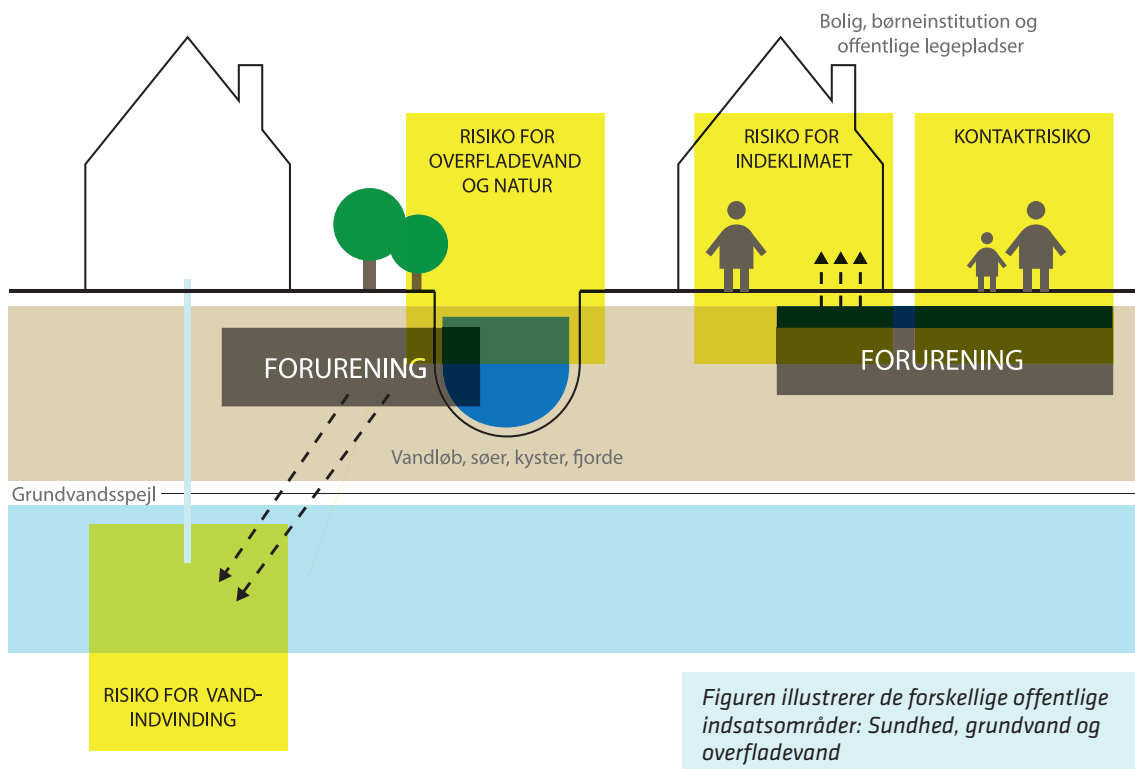 Bolig, børneinstitution og
offentlige legepladser
RISIKO FOR
OVERFLADEVAND
OG NATUR
RISIKO FOR
INDEKLIMAET
KONTAKTRISIKO
FORURENING
FORURENING
Vandløb, søer, kyster, fjorde
Grundvandsspejl
RISIKO FOR VAND-
INDVINDING
Figuren illustrerer de forskellige offentlige
indsatsområder: Sundhed, grundvand og
overfladevand